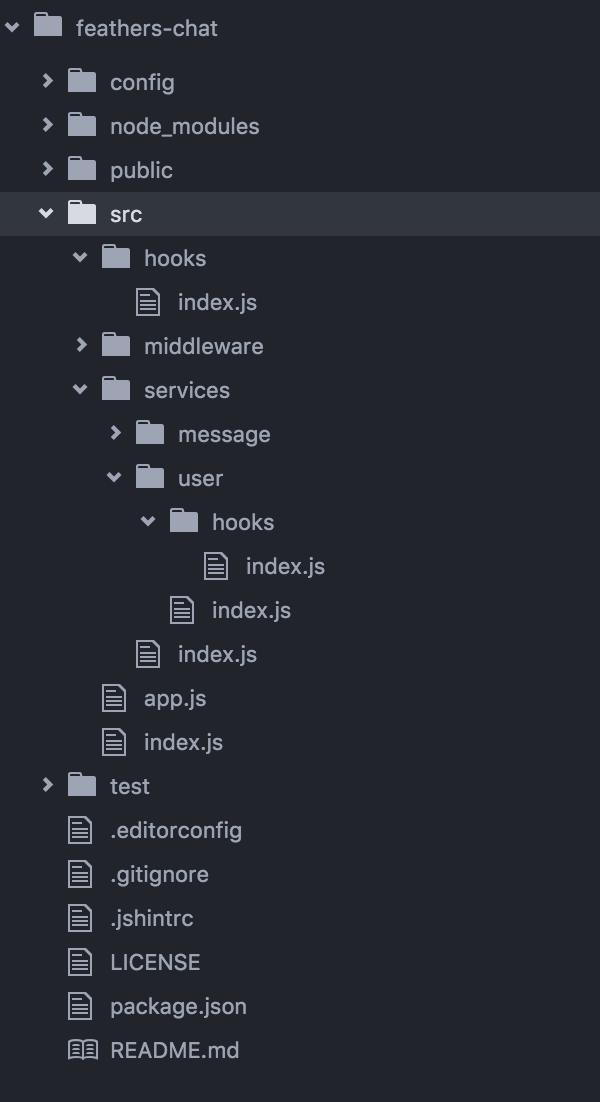 feathers-chat
config
node_modules
public
src
hooks
index.js
middleware
services
message
user
hooks
index.js
index.js
index.js
app.js
index.js
test
.editorconfig
.gitignore
.jshintrc
LICENSE
package.json
README.md